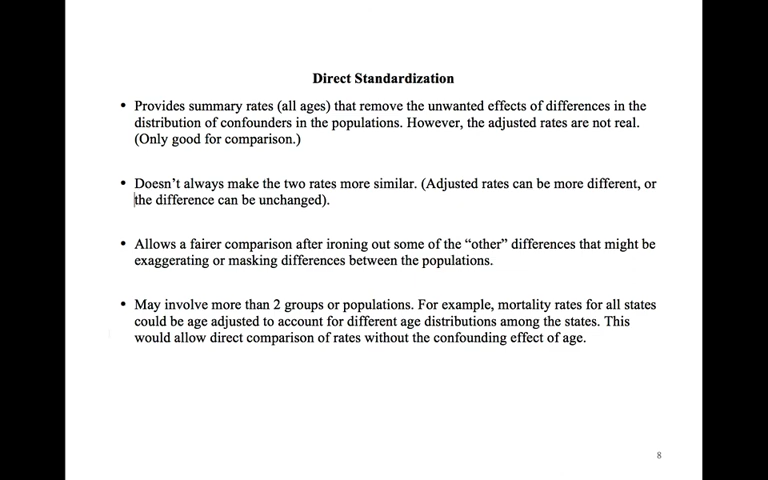 Direct Standardization
• Provides summary rates (all ages) that remove the unwanted effects of differences in the
distribution of confounders in the populations. However, the adjusted rates are not real.
(Only good for comparison.)
• Doesn’t always make the two rates more similar. (Adjusted rates can be more different, or
the difference can be unchanged).
• Allows a fairer comparison after ironing out some of the “other” differences that might be
exaggerating or masking differences between the populations.
• May involve more than 2 groups or populations. For example, mortality rates for all states
could be age adjusted to account for different age distributions among the states. This
would allow direct comparison of rates without the confounding effect of age.
8